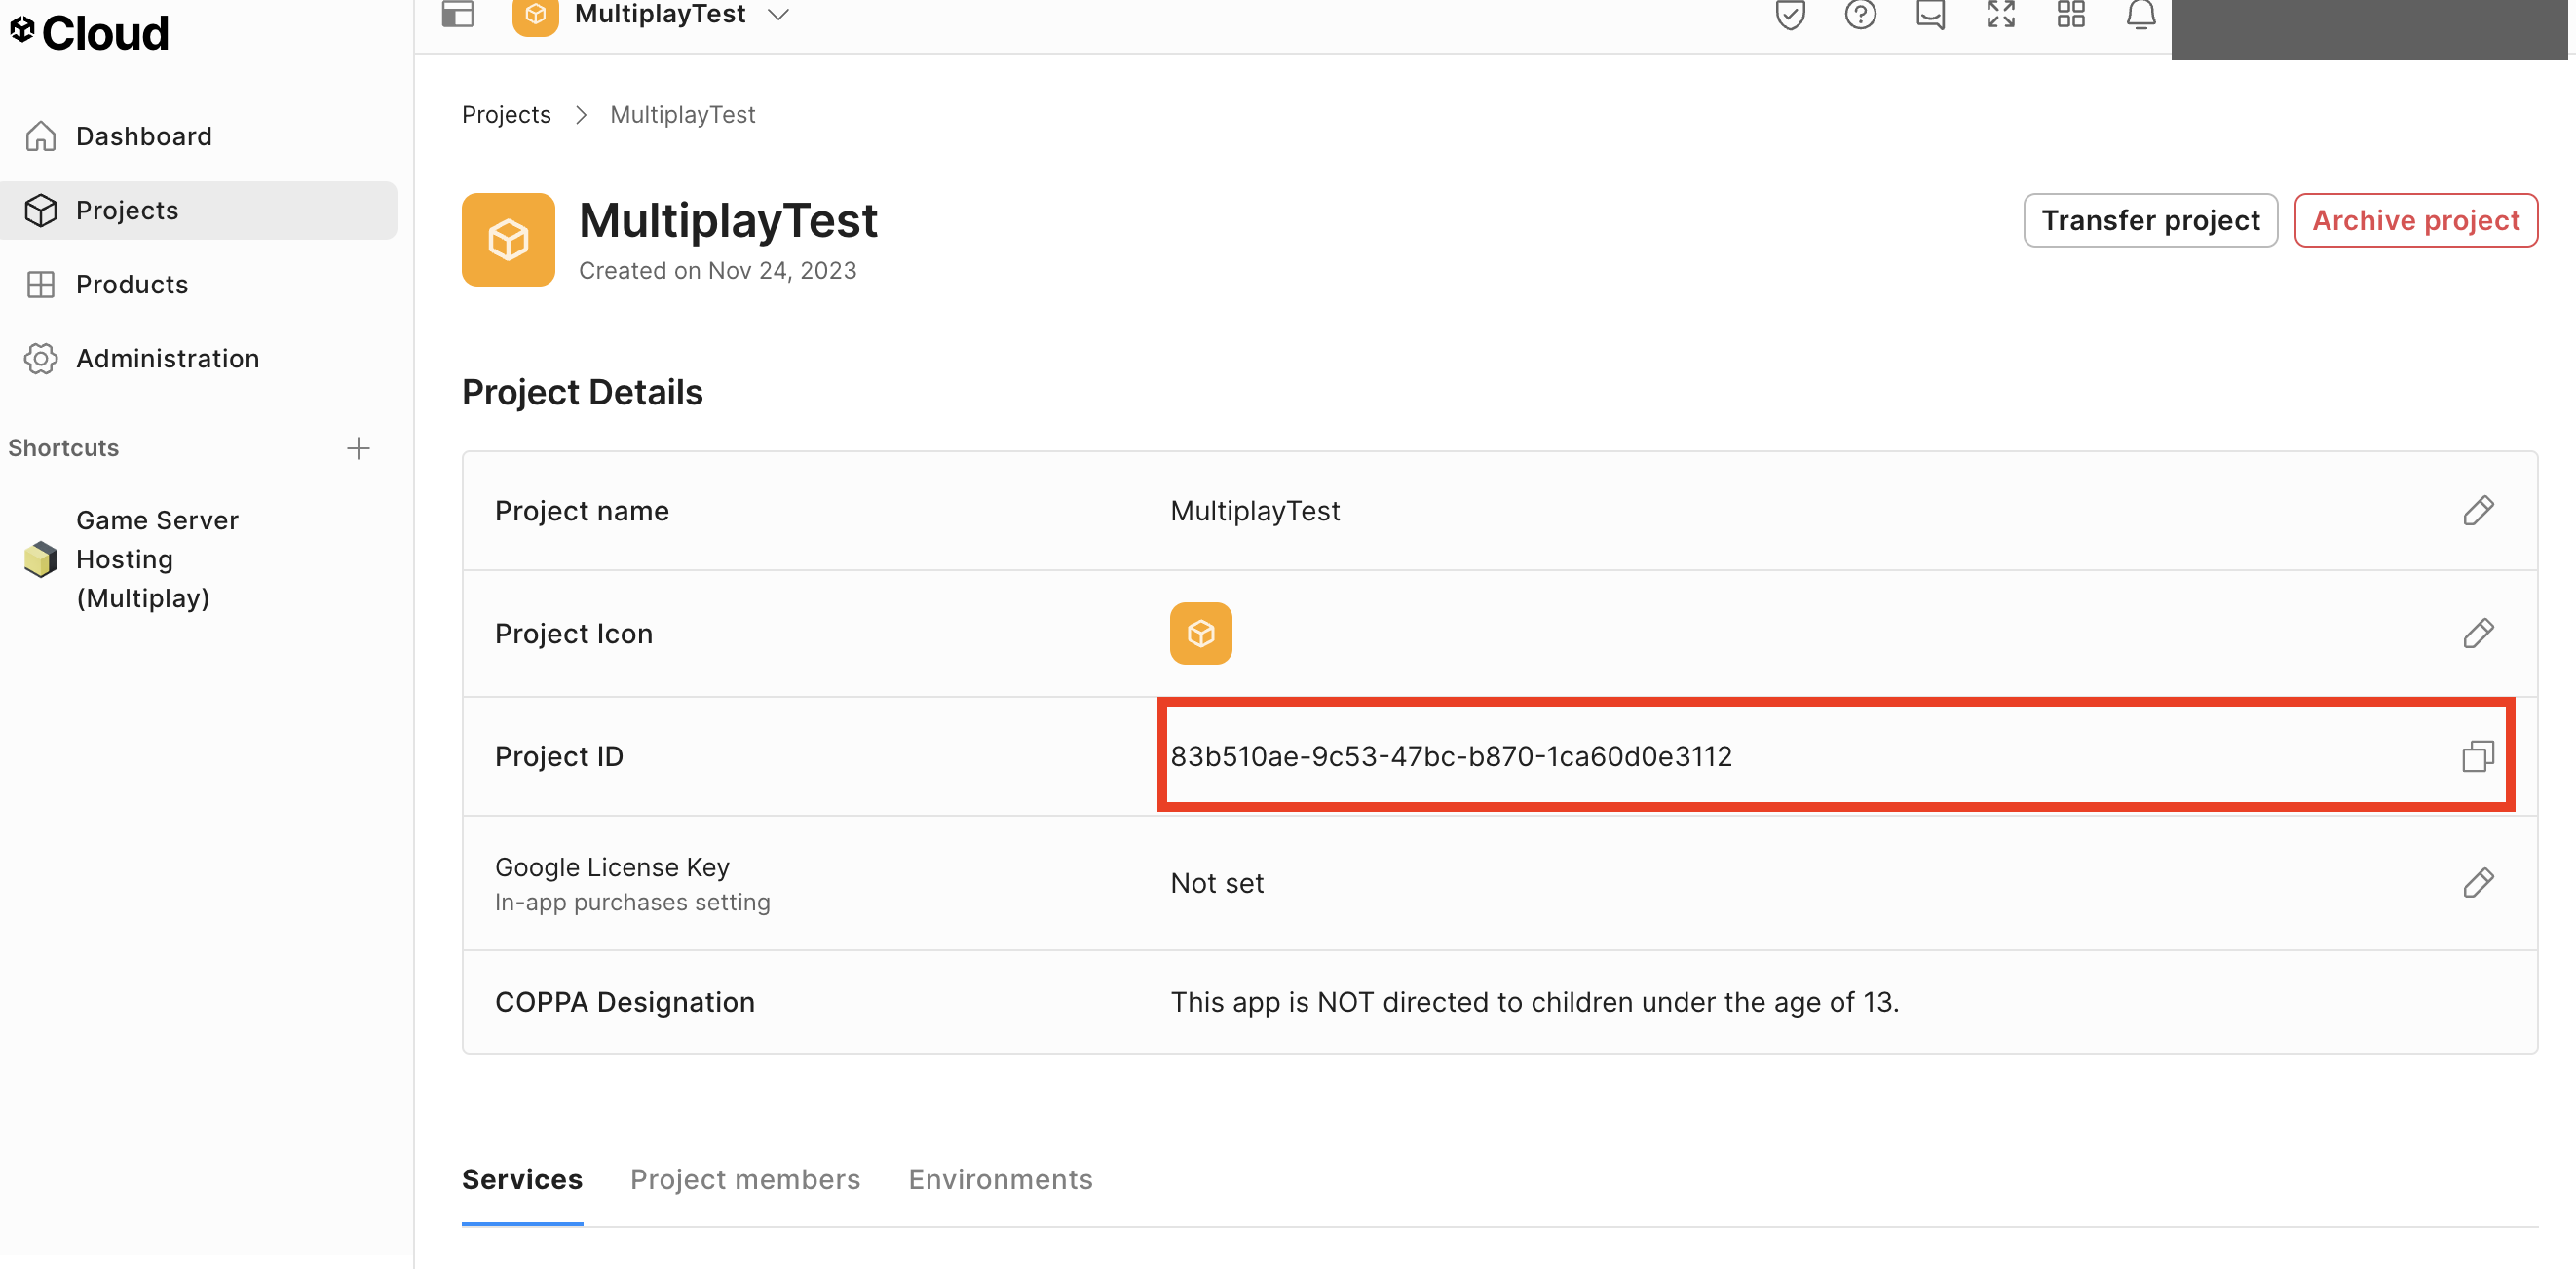 Cloud
MultiplayTest
Dashboard
Projects
Products
Administration
Shortcuts
Game Server
Hosting
(Multiplay)
Projects > MultiplayTest
MultiplayTest
Created on Nov 24, 2023
Transfer project
Archive project
Project Details
Project name
MultiplayTest
Project Icon
Project ID
83b510ae-9c53-47bc-b870-1ca60d0e3112
Google License Key
In-app purchases setting
Not set
COPPA Designation
This app is NOT directed to children under the age of 13.
Services
Project members
Environments